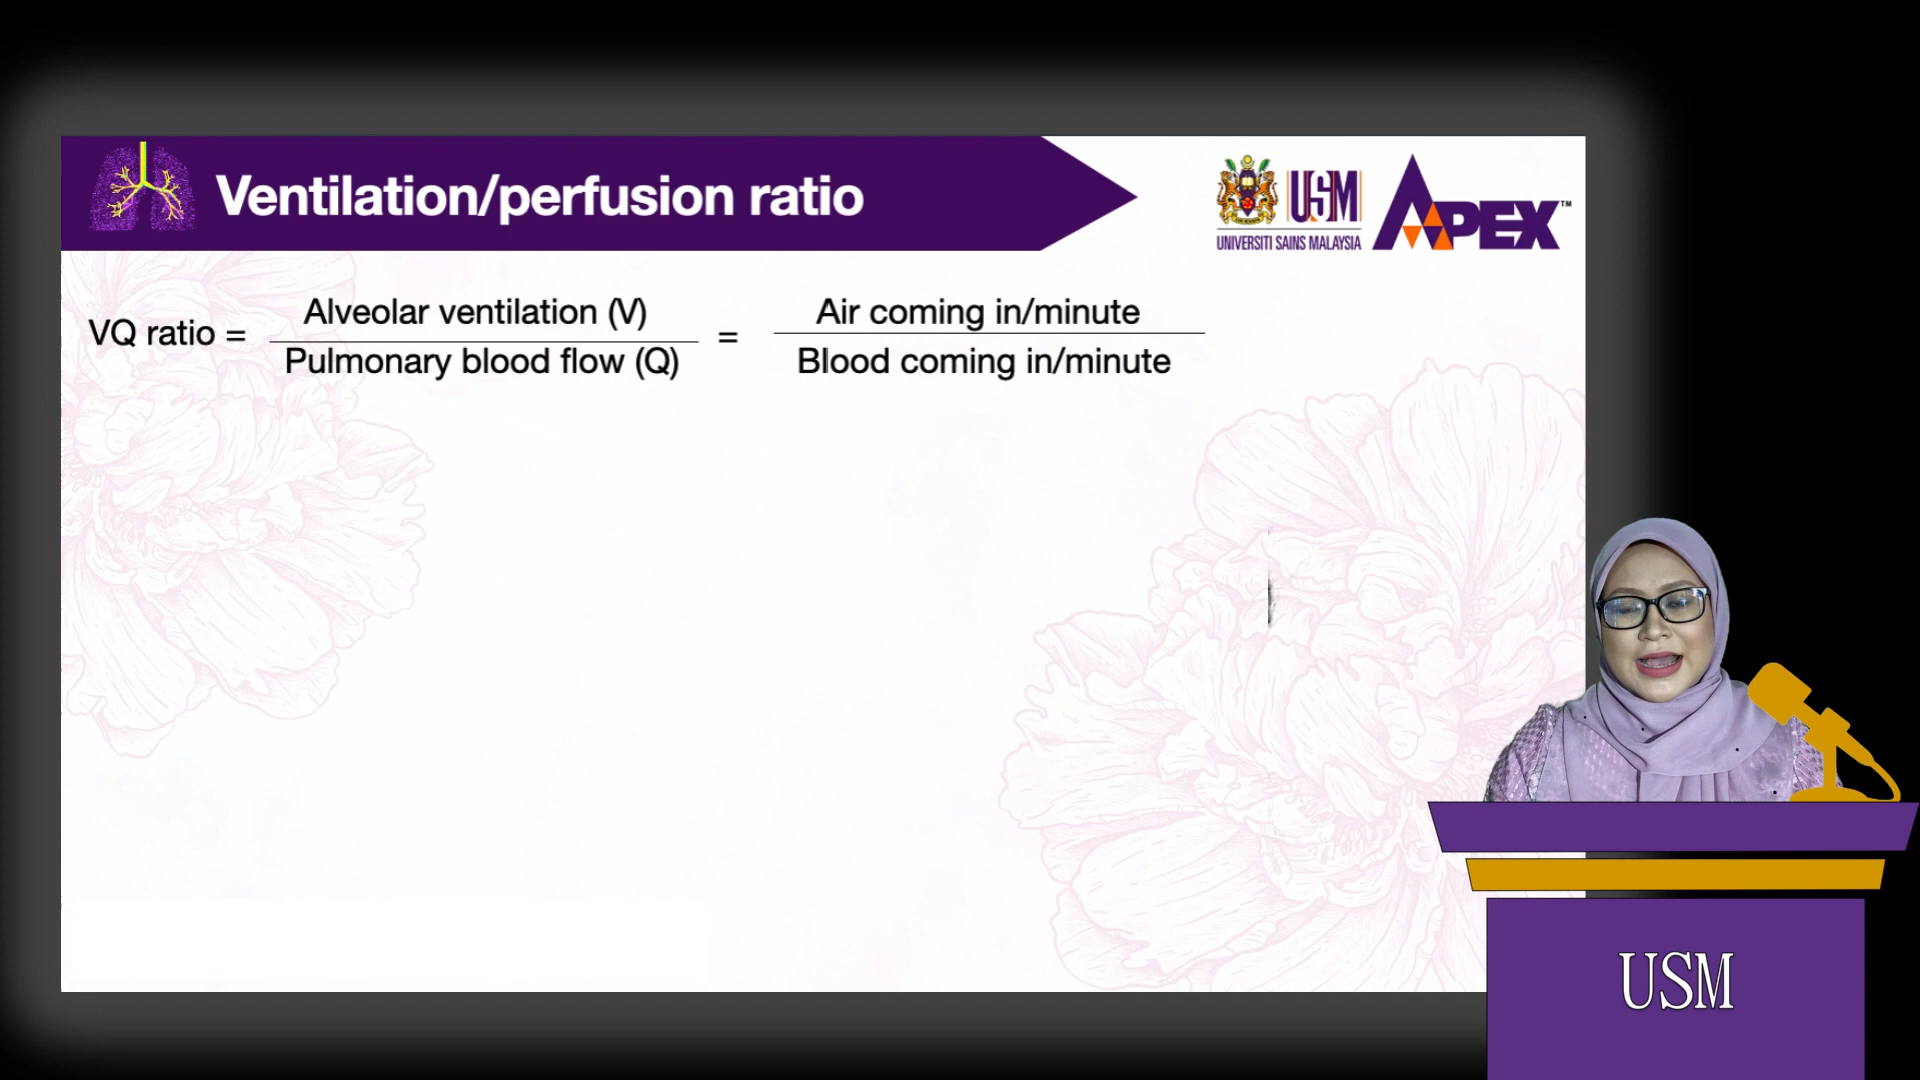 Ventilation/perfusion ratio
USM
UNIVERSITI SAINS MALAYSIA
APEX™
VQ ratio = Alveolar ventilation (V) = Air coming in/minute
Pulmonary blood flow (Q) Blood coming in/minute
USM